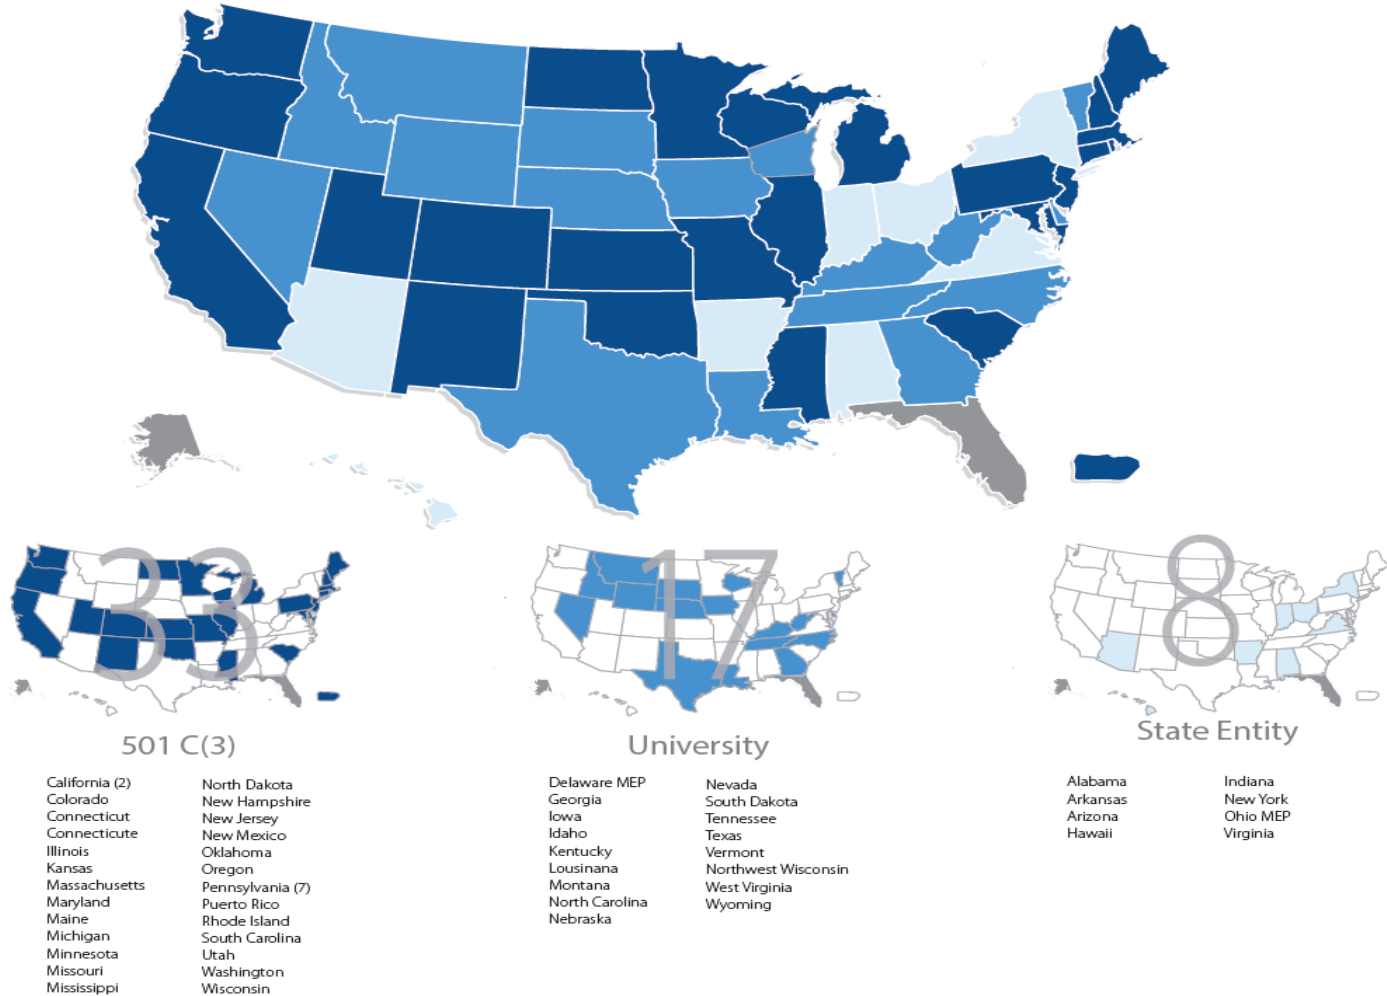 33
501 C(3)
California (2)
Colorado
Connecticut
Connecticute
Illinois
Kansas
Massachusetts
Maryland
Maine
Michigan
Minnesota
Missouri
Mississippi
North Dakota
New Hampshire
New Jersey
New Mexico
Oklahoma
Oregon
Pennsylvania (7)
Puerto Rico
Rhode Island
South Carolina
Utah
Washington
Wisconsin
17
University
Delaware MEP
Georgia
Iowa
Idaho
Kentucky
Lousinana
Montana
North Carolina
Nebraska
Nevada
South Dakota
Tennessee
Texas
Vermont
Northwest Wisconsin
West Virginia
Wyoming
8
State Entity
Alabama
Arkansas
Arizona
Hawaii
Indiana
New York
Ohio MEP
Virginia